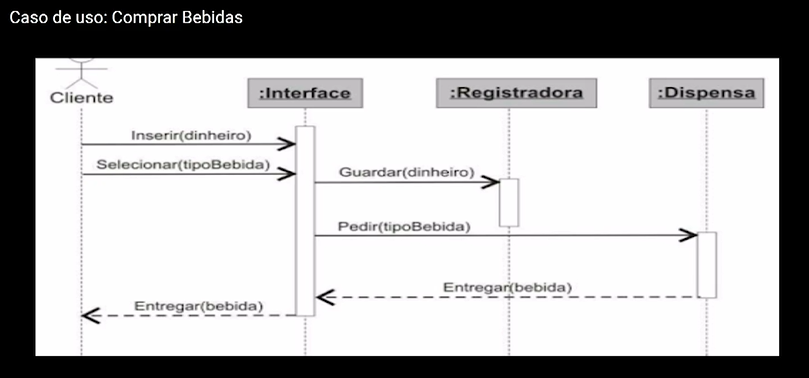 Caso de uso: Comprar Bebidas
Cliente
:Interface
:Registradora
:Dispensa
Inserir(dinheiro)
Selecionar(tipoBebida)
Guardar(dinheiro)
Pedir(tipoBebida)
Entregar(bebida)
Entregar(bebida)